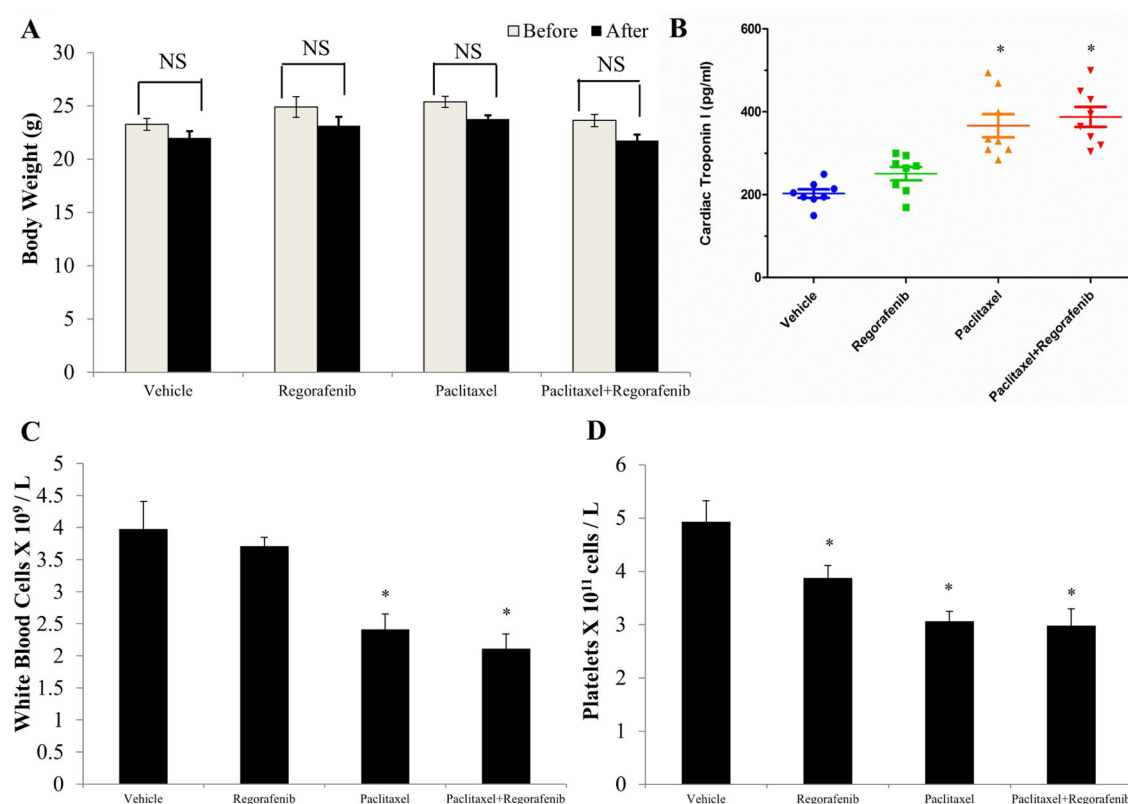 A
Before After
Body Weight (g)
30
25
20
15
10
5
0
NS
NS
NS
NS
Vehicle
Regorafenib
Paclitaxel
Paclitaxel+Regorafenib
B
Cardiac Troponin I (pg/ml)
600
400
200
0
*
*
Vehicle
Regorafenib
Paclitaxel
Paclitaxel+Regorafenib
C
White Blood Cells X 10⁹ / L
5
4.5
4
3.5
3
2.5
2
1.5
1
0.5
0
*
*
Vehicle
Regorafenib
Paclitaxel
Paclitaxel+Regorafenib
D
Platelets X 10¹¹ cells / L
6
5
4
3
2
1
0
*
*
*
Vehicle
Regorafenib
Paclitaxel
Paclitaxel+Regorafenib